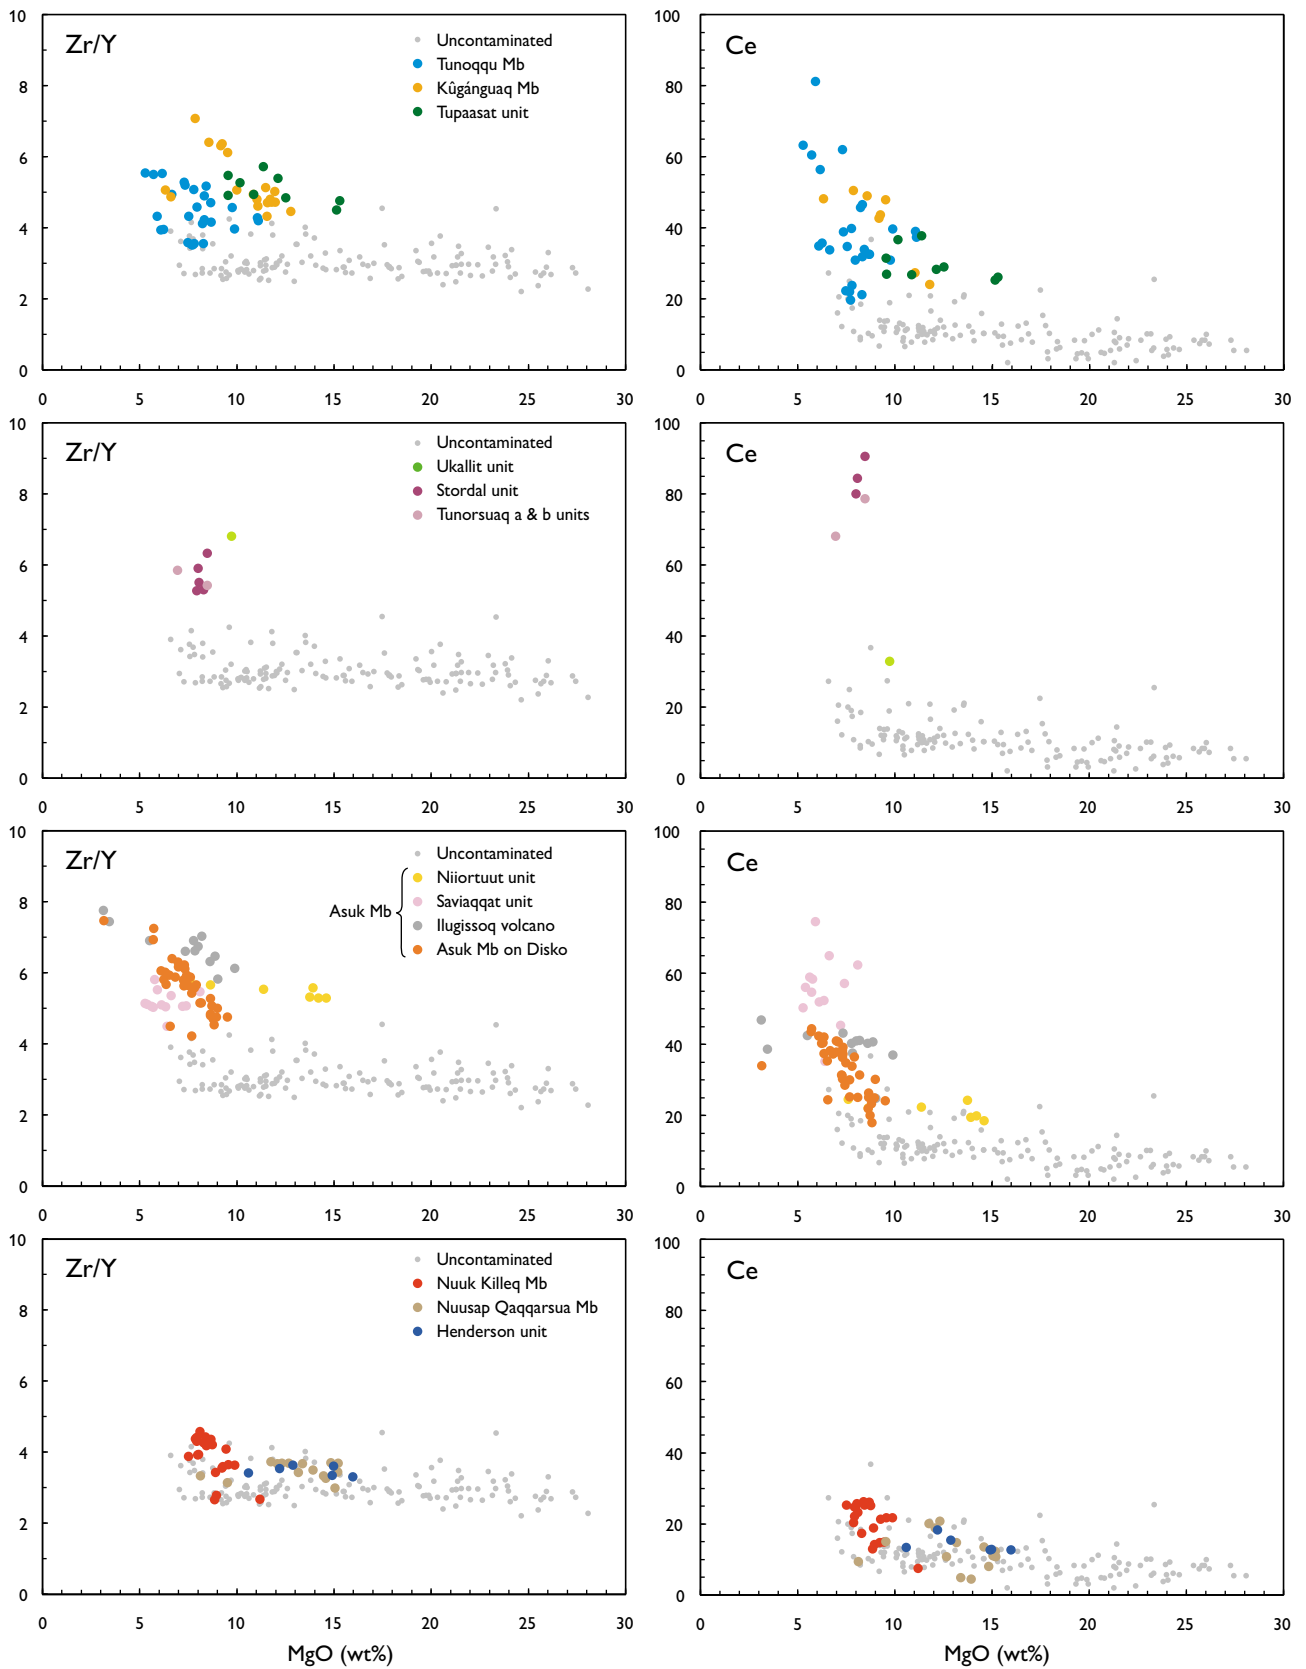 10
8
6
4
2
0
0 5 10 15 20 25 30
Zr/Y
Uncontaminated
Tunoqqu Mb
Kûgánguaq Mb
Tupaasat unit
100
80
60
40
20
0
0 5 10 15 20 25 30
Ce
10
8
6
4
2
0
0 5 10 15 20 25 30
Zr/Y
Uncontaminated
Ukallit unit
Stordal unit
Tunorsuaq a & b units
100
80
60
40
20
0
0 5 10 15 20 25 30
Ce
10
8
6
4
2
0
0 5 10 15 20 25 30
Zr/Y
Uncontaminated
Asuk Mb
Niiortuut unit
Saviaqqat unit
Ilugissoq volcano
Asuk Mb on Disko
100
80
60
40
20
0
0 5 10 15 20 25 30
Ce
10
8
6
4
2
0
0 5 10 15 20 25 30
Zr/Y
Uncontaminated
Nuuk Killeq Mb
Nuusap Qaqqarsua Mb
Henderson unit
MgO (wt%)
100
80
60
40
20
0
0 5 10 15 20 25 30
Ce
MgO (wt%)